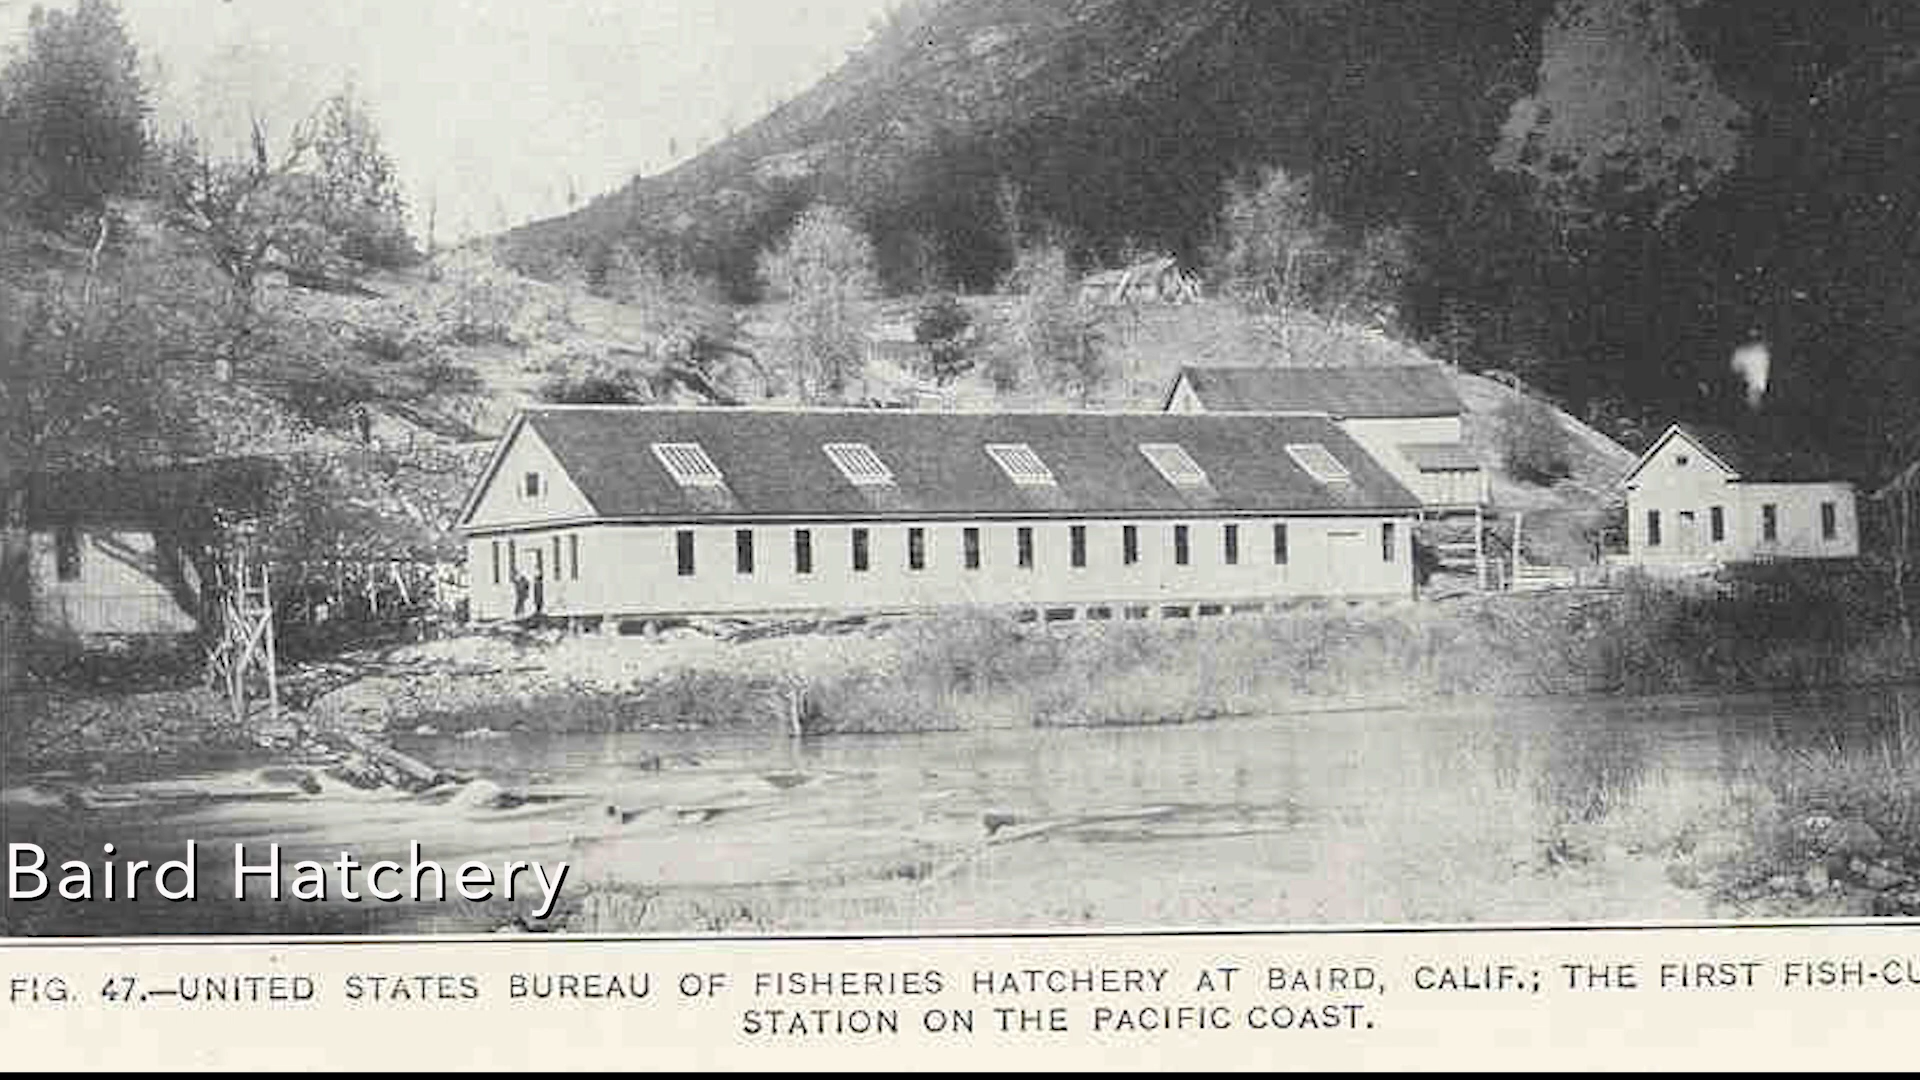 Baird Hatchery
FIG. 47.—UNITED STATES BUREAU OF FISHERIES HATCHERY AT BAIRD, CALIF.; THE FIRST FISH-CU
STATION ON THE PACIFIC COAST.